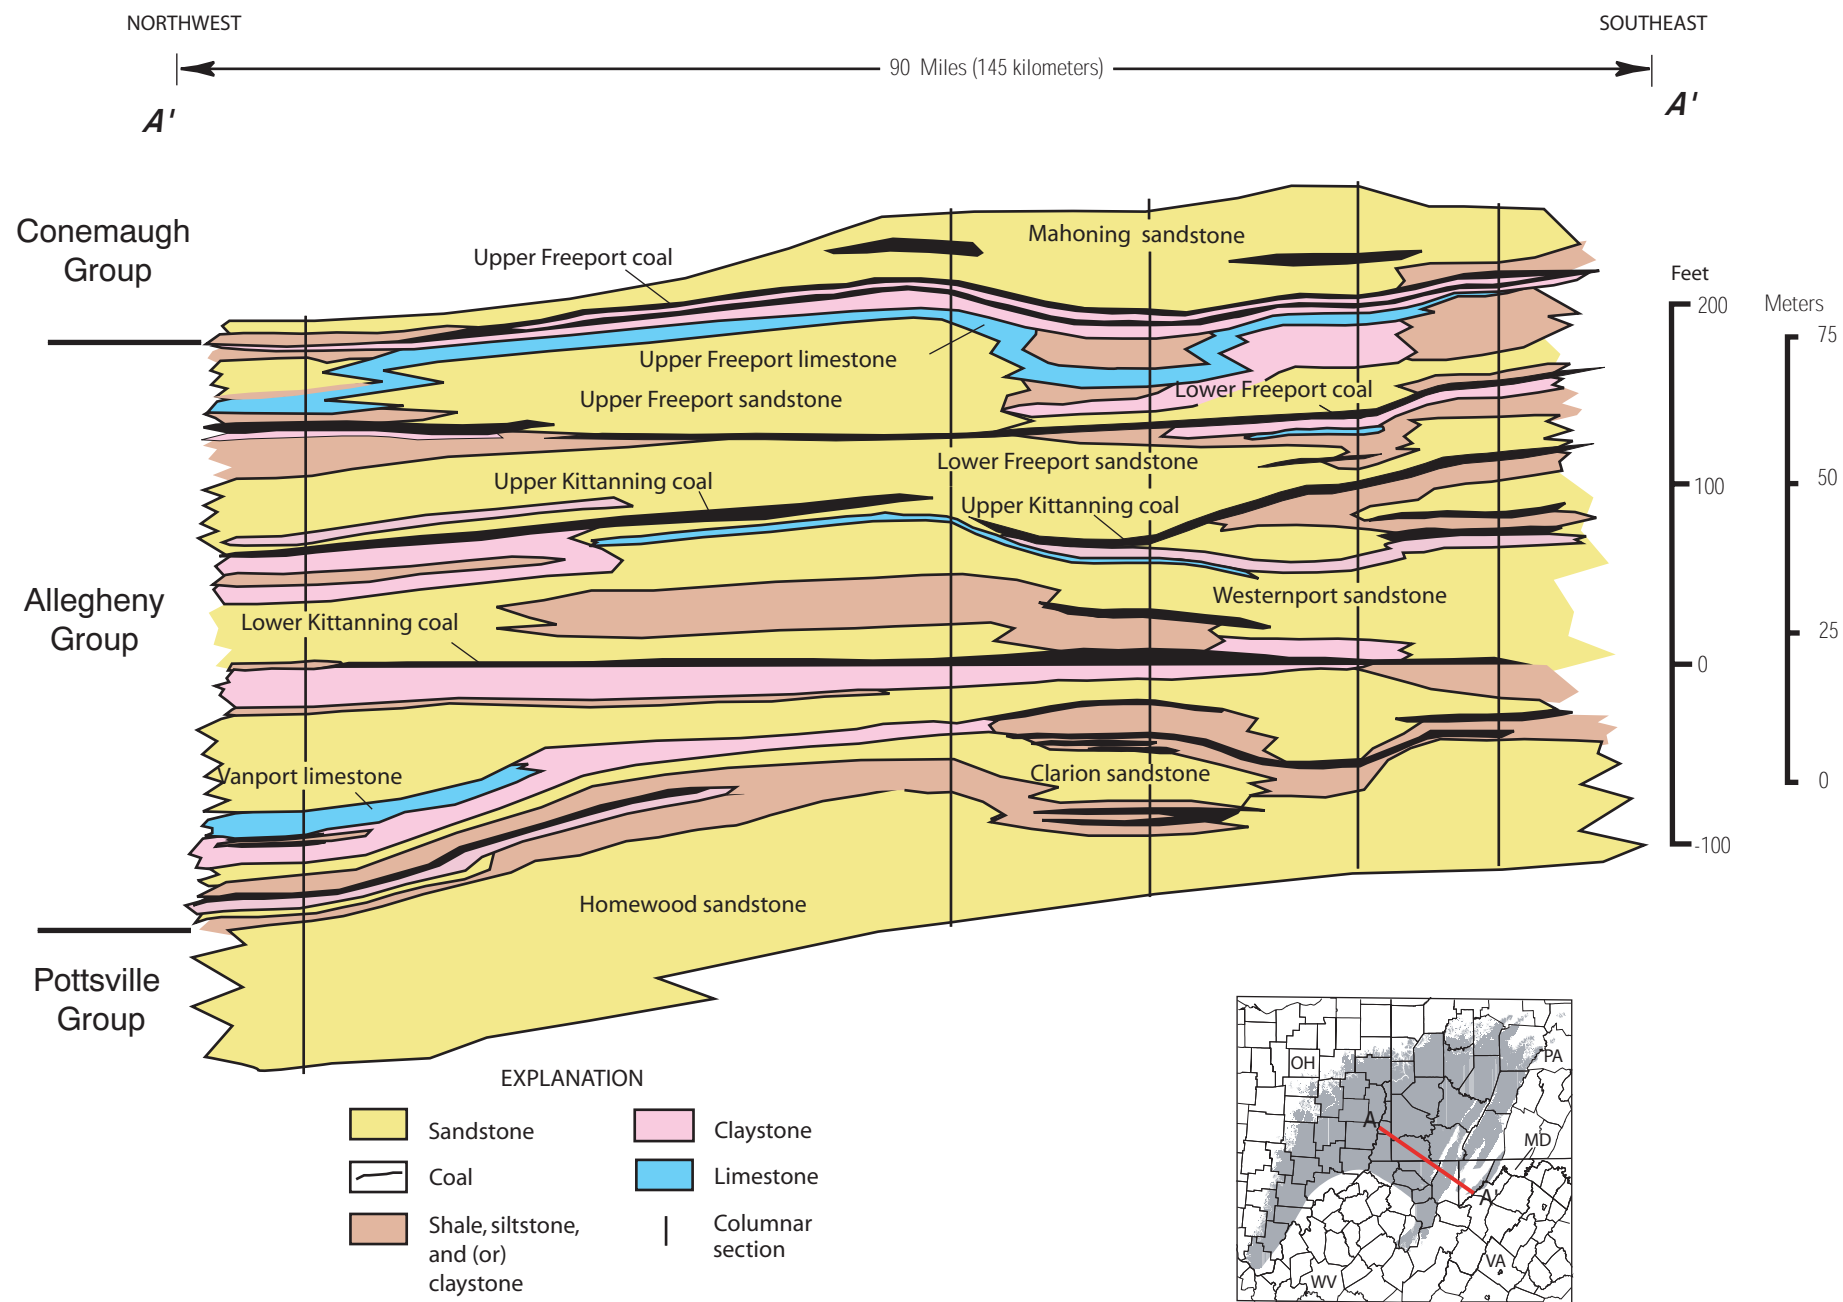 NORTHWEST
SOUTHEAST
90 Miles (145 kilometers)
A'
A'
Conemaugh
Group
Mahoning sandstone
Upper Freeport coal
Feet
200
Meters
75
Upper Freeport limestone
Lower Freeport coal
Upper Freeport sandstone
Lower Freeport sandstone
Upper Kittanning coal
50
100
Upper Kittanning coal
Allegheny
Group
Westernport sandstone
Lower Kittanning coal
25
0
Vanport limestone
Clarion sandstone
0
-100
Homewood sandstone
Pottsville
Group
EXPLANATION
Sandstone
Claystone
Coal
Limestone
Shale, siltstone,
and (or)
claystone
Columnar
section
OH
PA
A
MD
A'
VA
WV